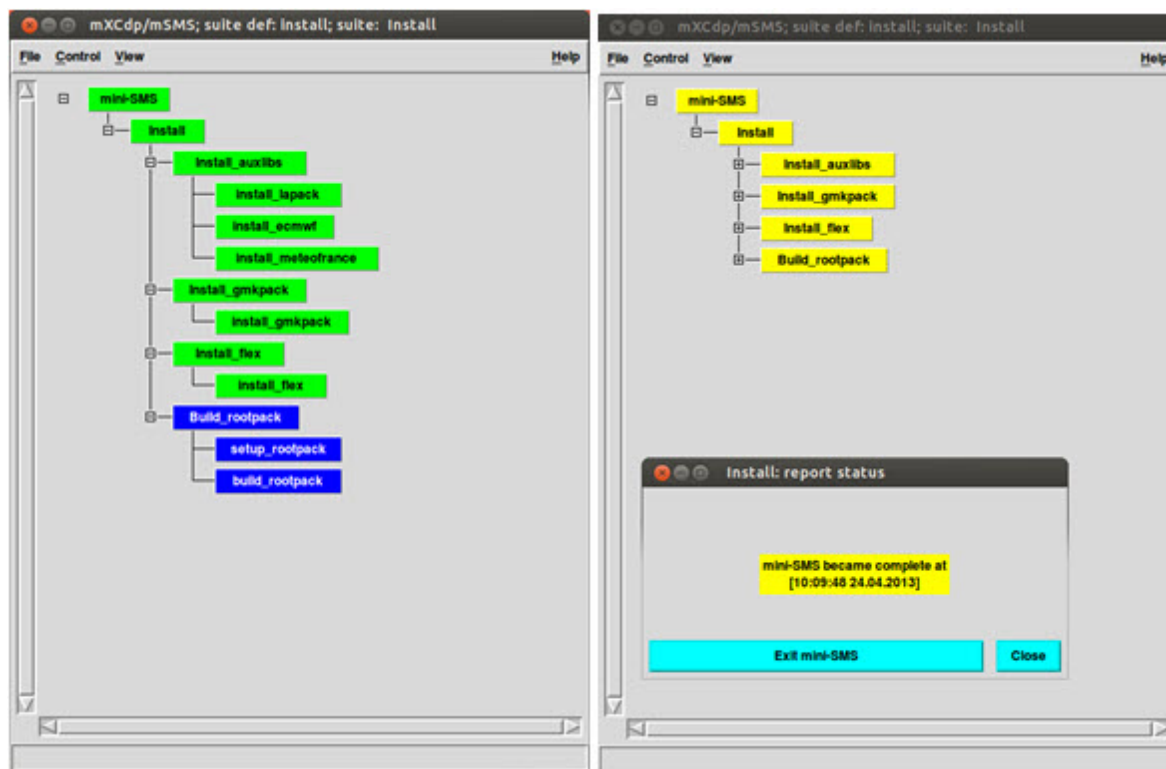 mXCdp/mSMS; suite def: install; suite: Install
File Control View Help
mini-SMS
Install
Install_auxlibs
install_lapack
install_ecmwf
install_meteofrance
Install_gmkpack
install_gmkpack
Install_flex
install_flex
Build_rootpack
setup_rootpack
build_rootpack
mXCdp/mSMS; suite def: install; suite: Install
File Control View Help
mini-SMS
Install
Install_auxlibs
Install_gmkpack
Install_flex
Build_rootpack
Install: report status
mini-SMS became complete at
[10:09:48 24.04.2013]
Exit mini-SMS Close